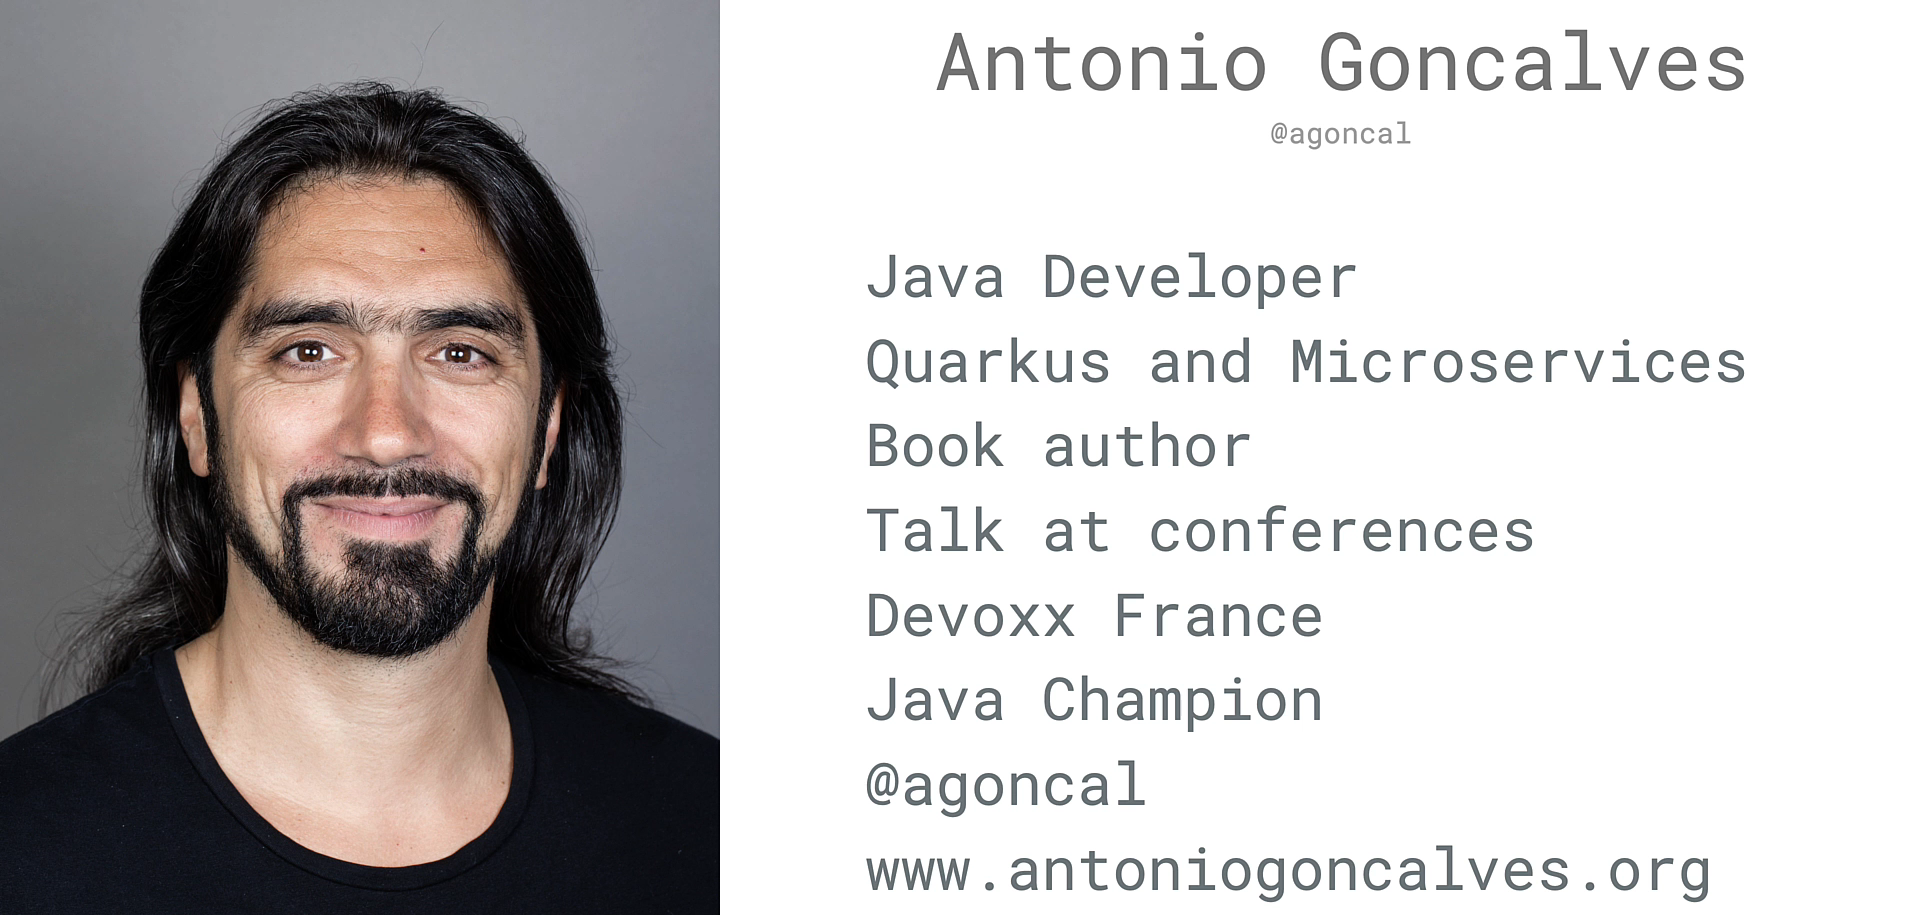 Antonio Goncalves
@agoncal
Java Developer
Quarkus and Microservices
Book author
Talk at conferences
Devoxx France
Java Champion
@agoncal
www.antoniogoncalves.org